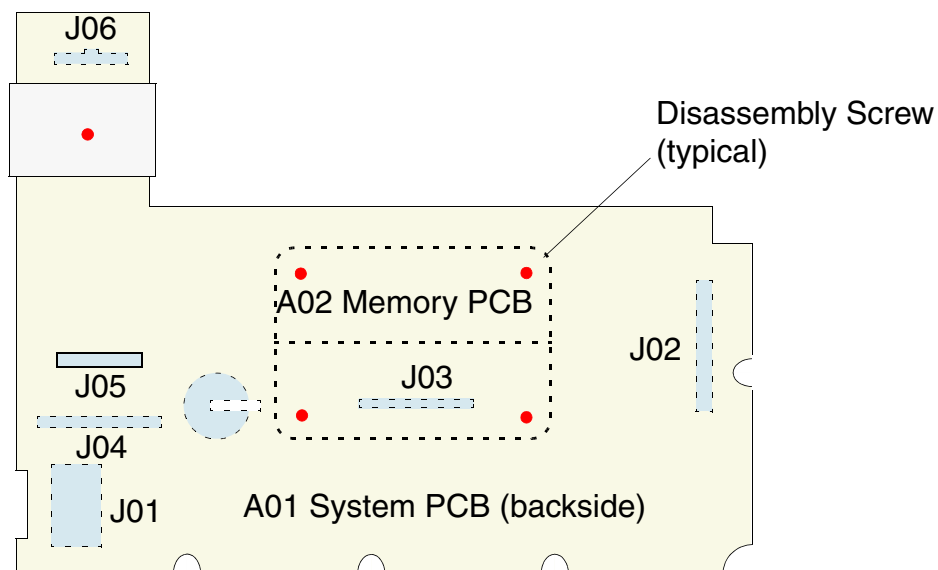 J06
Disassembly Screw
(typical)
A02 Memory PCB
J02
J03
J05
J04
J01
A01 System PCB (backside)